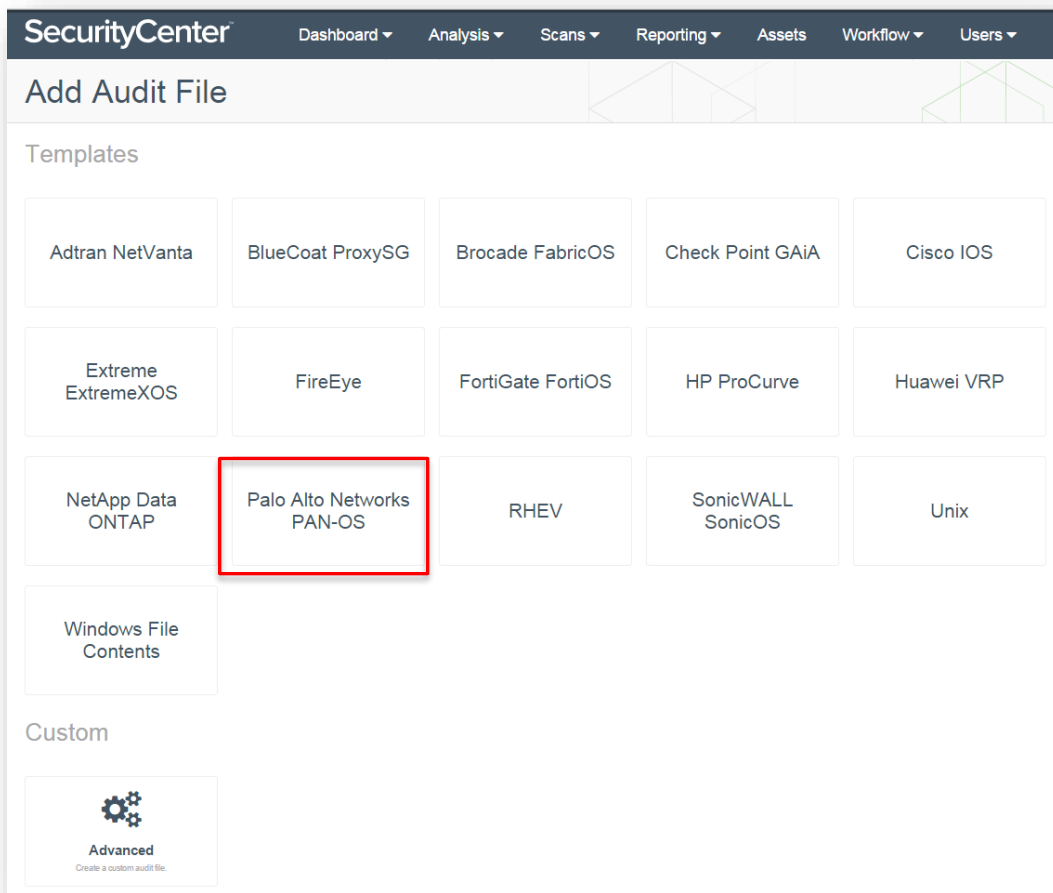 SecurityCenter™ Dashboard Analysis Scans Reporting Assets Workflow Users
Add Audit File
Templates
Adtran NetVanta
BlueCoat ProxySG
Brocade FabricOS
Check Point GAiA
Cisco IOS
Extreme
ExtremeXOS
FireEye
FortiGate FortiOS
HP ProCurve
Huawei VRP
NetApp Data
ONTAP
Palo Alto Networks
PAN-OS
RHEV
SonicWALL
SonicOS
Unix
Windows File
Contents
Custom
Advanced
Create a custom audit file.